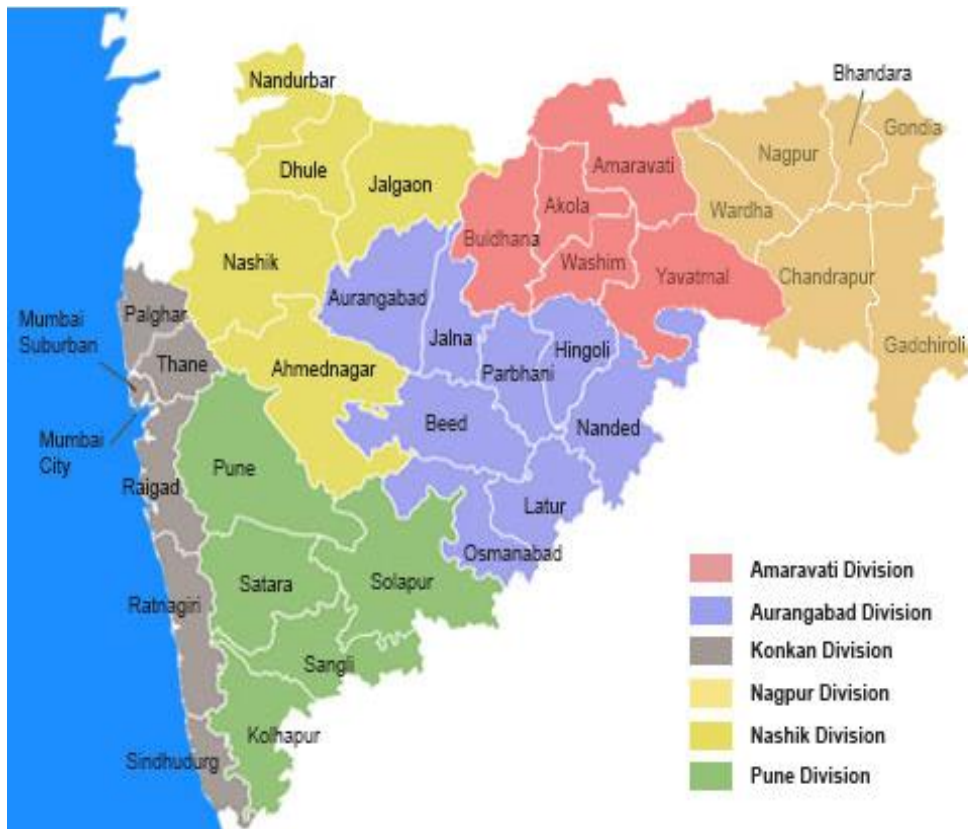 Nandurbar
Bhandara
Gondia
Nagpur
Amaravati
Dhule
Jalgaon
Akola
Wardha
Buldhana
Washim
Nashik
Yavatmal
Chandrapur
Aurangabad
Palghar
Mumbai
Suburban
Jalna
Hingoli
Gadchiroli
Thane
Ahmednagar
Parbhani
Beed
Nanded
Mumbai
City
Pune
Raigad
Latur
Osmanabad
Satara
Solapur
Ratnagiri
Sangli
Kolhapur
Sindhudurg
Amaravati Division
Aurangabad Division
Konkan Division
Nagpur Division
Nashik Division
Pune Division